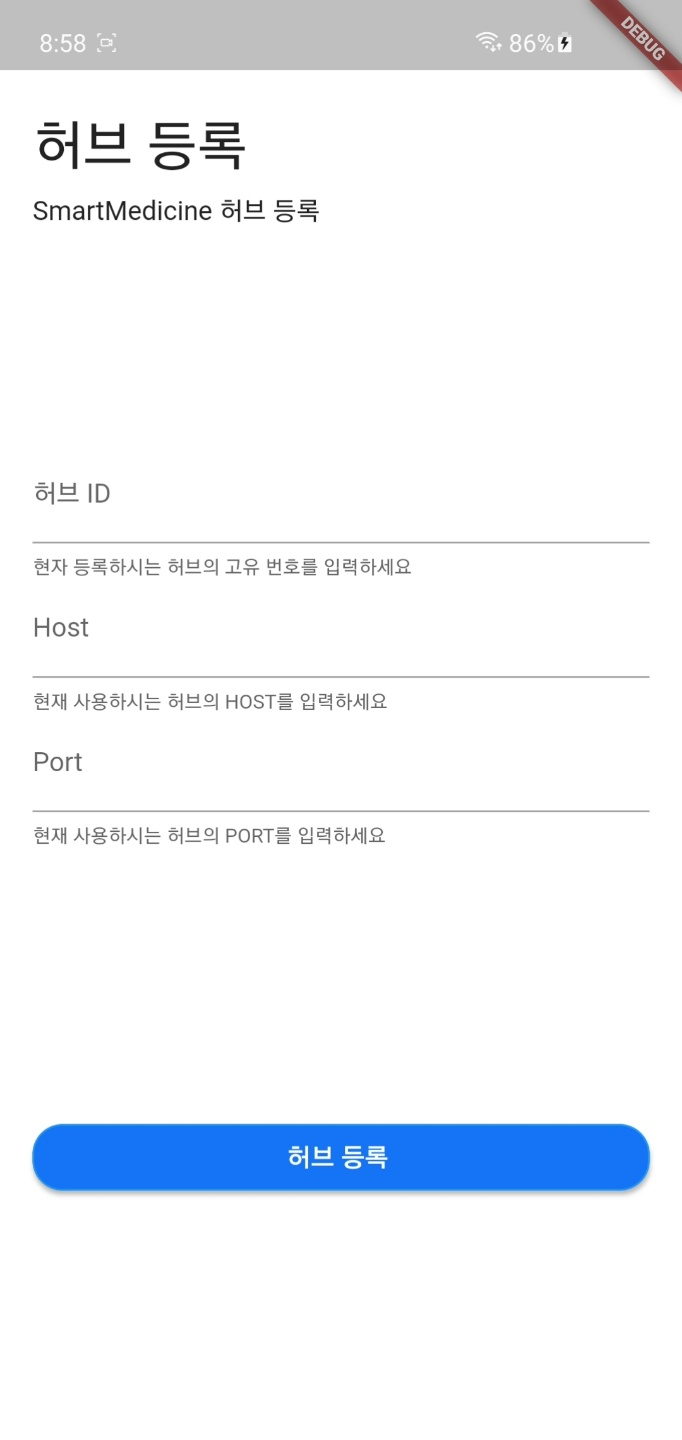 8:58
86%
DEBUG
허브 등록
SmartMedicine 허브 등록
허브 ID
현자 등록하시는 허브의 고유 번호를 입력하세요
Host
현재 사용하시는 허브의 HOST를 입력하세요
Port
현재 사용하시는 허브의 PORT를 입력하세요
허브 등록